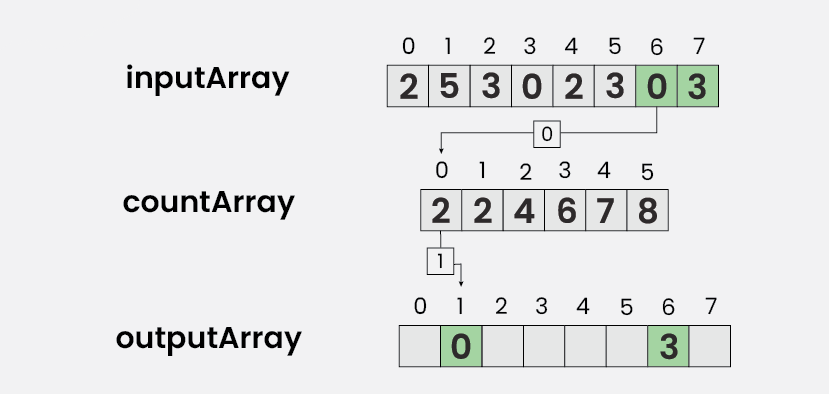 0 1 2 3 4 5 6 7
inputArray 2 5 3 0 2 3 0 3
0
0 1 2 3 4 5
countArray 2 2 4 6 7 8
1
0 1 2 3 4 5 6 7
outputArray 0 3